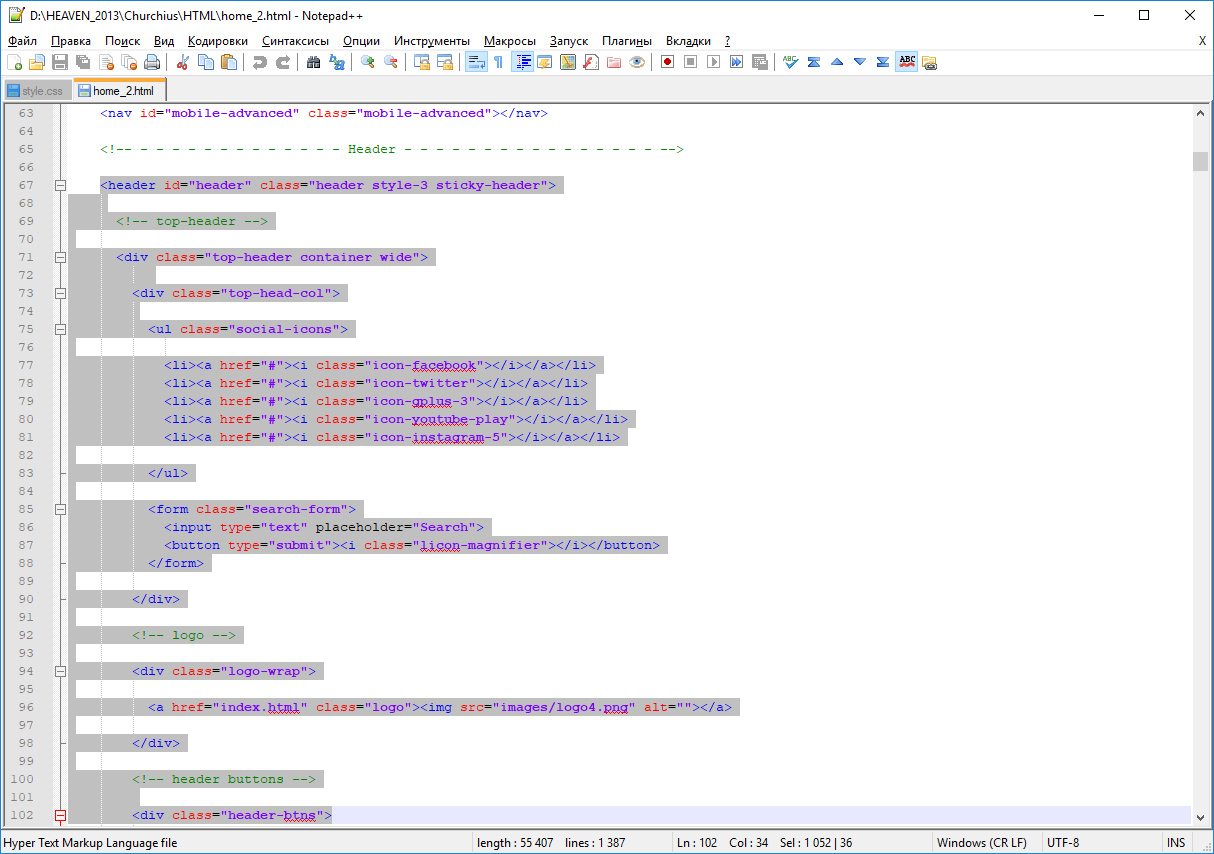 D:\HEAVEN_2013\Churchius\HTML\home_2.html - Notepad++
Файл Правка Поиск Вид Кодировки Синтаксисы Опции Инструменты Макросы Запуск Плагины Вкладки ? X
style.css home_2.html
63 <nav id="mobile-advanced" class="mobile-advanced"></nav>
64
65 <!-- - - - - - - - - - - - - - Header - - - - - - - - - - - - - - - - -->
66
67 <header id="header" class="header style-3 sticky-header">
68
69 <!-- top-header -->
70
71 <div class="top-header container wide">
72
73 <div class="top-head-col">
74
75 <ul class="social-icons">
76
77 <li><a href="#"><i class="icon-facebook"></i></a></li>
78 <li><a href="#"><i class="icon-twitter"></i></a></li>
79 <li><a href="#"><i class="icon-gplus-3"></i></a></li>
80 <li><a href="#"><i class="icon-youtube-play"></i></a></li>
81 <li><a href="#"><i class="icon-instagram-5"></i></a></li>
82
83 </ul>
84
85 <form class="search-form">
86 <input type="text" placeholder="Search">
87 <button type="submit"><i class="licon-magnifier"></i></button>
88 </form>
89
90 </div>
91
92 <!-- logo -->
93
94 <div class="logo-wrap">
95
96 <a href="index.html" class="logo"><img src="images/logo4.png" alt=""></a>
97
98 </div>
99
100 <!-- header buttons -->
101
102 <div class="header-btns">
Hyper Text Markup Language file length : 55 407 lines : 1 387 Ln : 102 Col : 34 Sel : 1 052 | 36 Windows (CR LF) UTF-8 INS